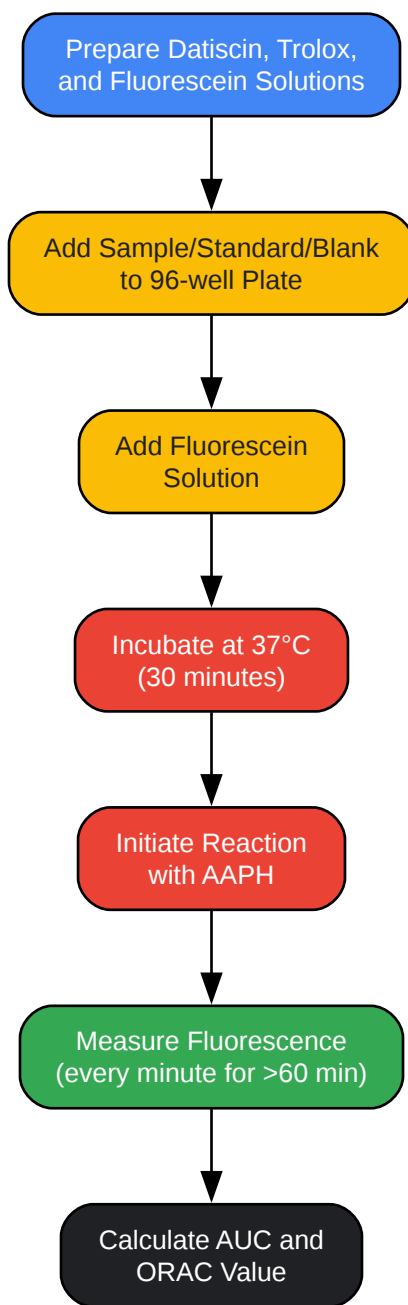 Prepare Datiscin, Trolox,
and Fluorescein Solutions
Add Sample/Standard/Blank
to 96-well Plate
Add Fluorescein
Solution
Incubate at 37°C
(30 minutes)
Initiate Reaction
with AAPH
Measure Fluorescence
(every minute for >60 min)
Calculate AUC and
ORAC Value